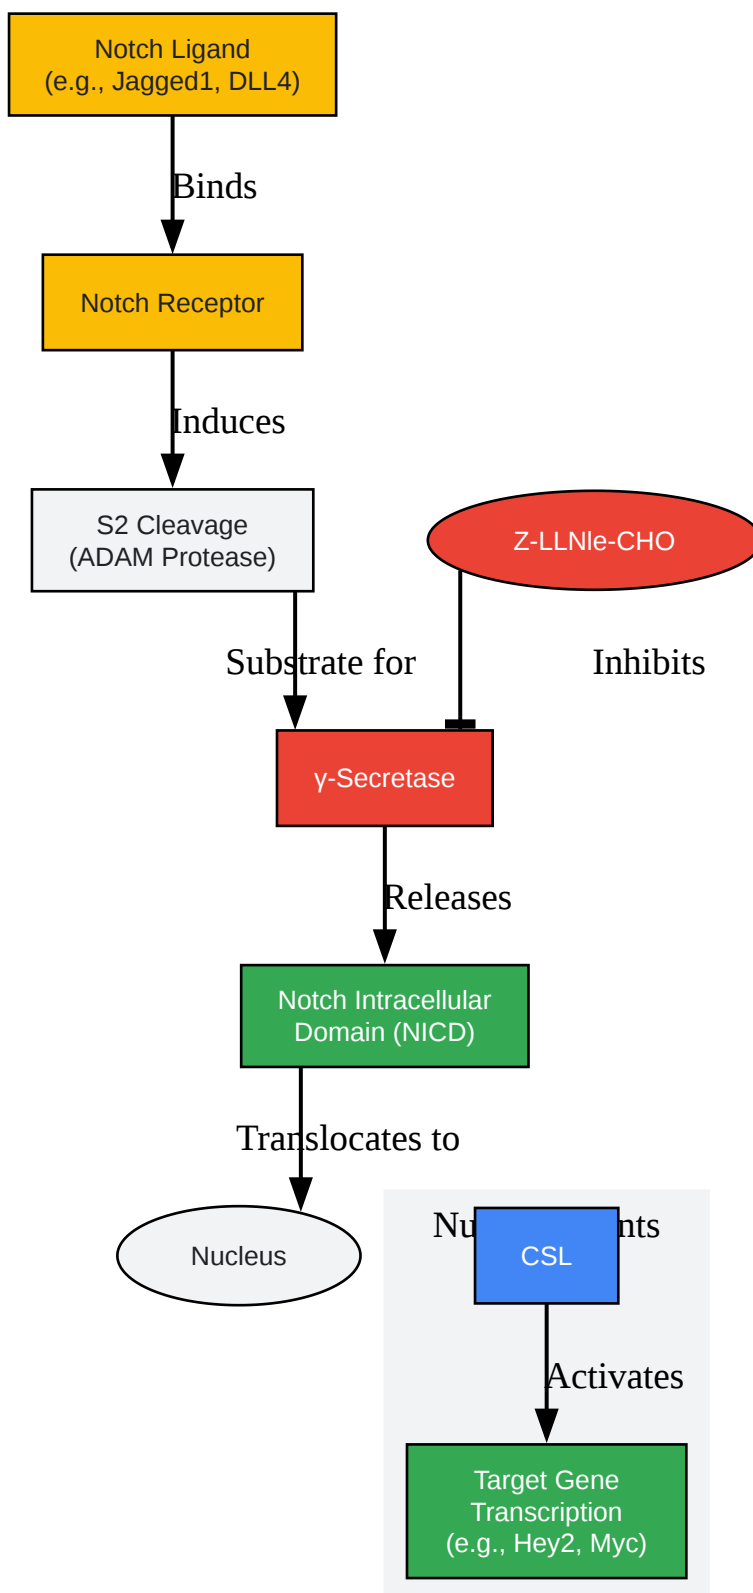 Notch Ligand
(e.g., Jagged1, DLL4)
Binds
Notch Receptor
Induces
S2 Cleavage
(ADAM Protease)
Z-LLNle-CHO
Substrate for
Inhibits
γ-Secretase
Releases
Notch Intracellular
Domain (NICD)
Translocates to
Nucleus
CSL
Activates
Target Gene
Transcription
(e.g., Hey2, Myc)